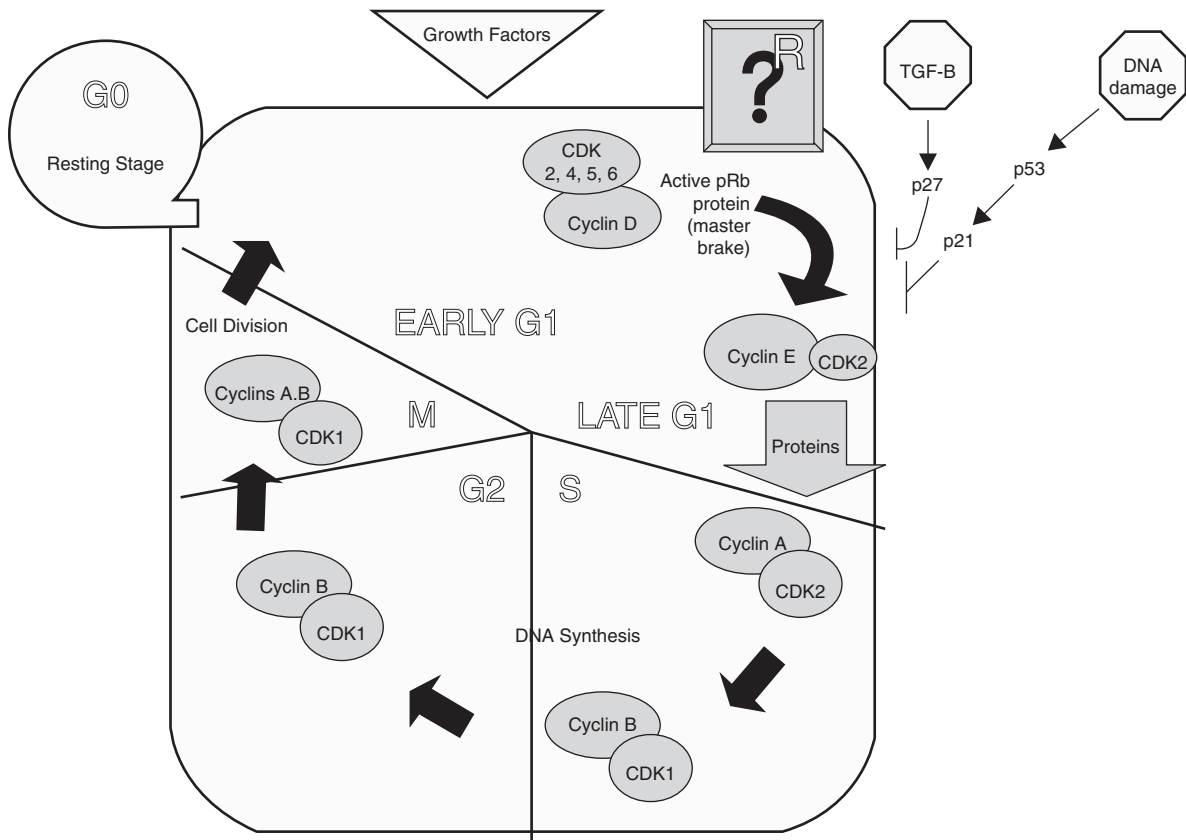 Growth Factors
?
R
TGF-B
DNA
damage
G0
Resting Stage
CDK
2, 4, 5, 6
Cyclin D
Active pRb
protein
(master
brake)
p27
p53
p21
Cell Division
EARLY G1
Cyclin E
CDK2
Cyclins A.B
CDK1
M
LATE G1
Proteins
G2
S
Cyclin A
CDK2
Cyclin B
CDK1
DNA Synthesis
Cyclin B
CDK1